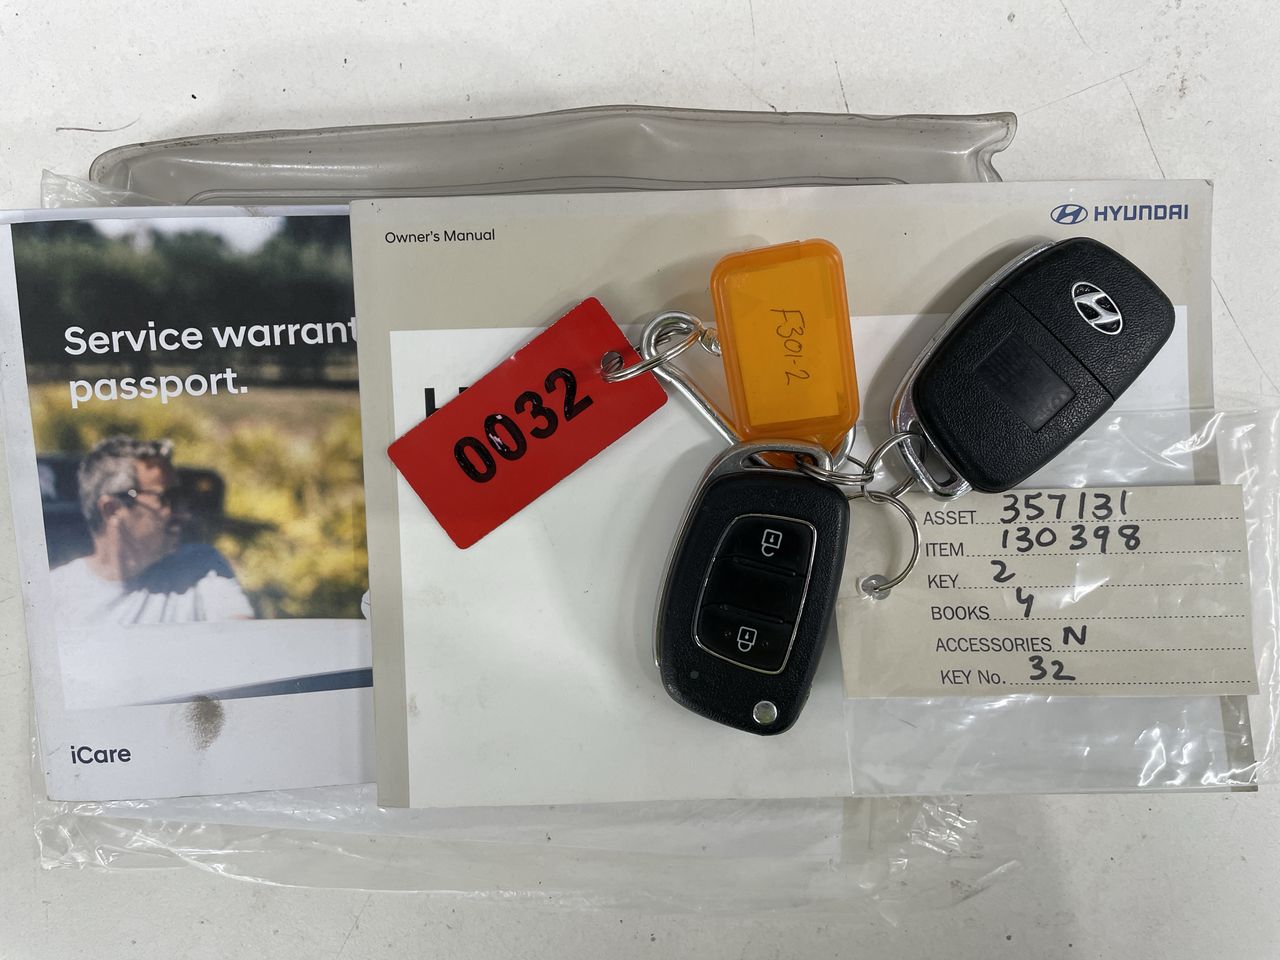 HYUNDAI
Owner's Manual
Service warrant
passport.
iCare
0032
F301-2
ASSET 357131
ITEM 130398
KEY 2
BOOKS 4
ACCESSORIES N
KEY No. 32